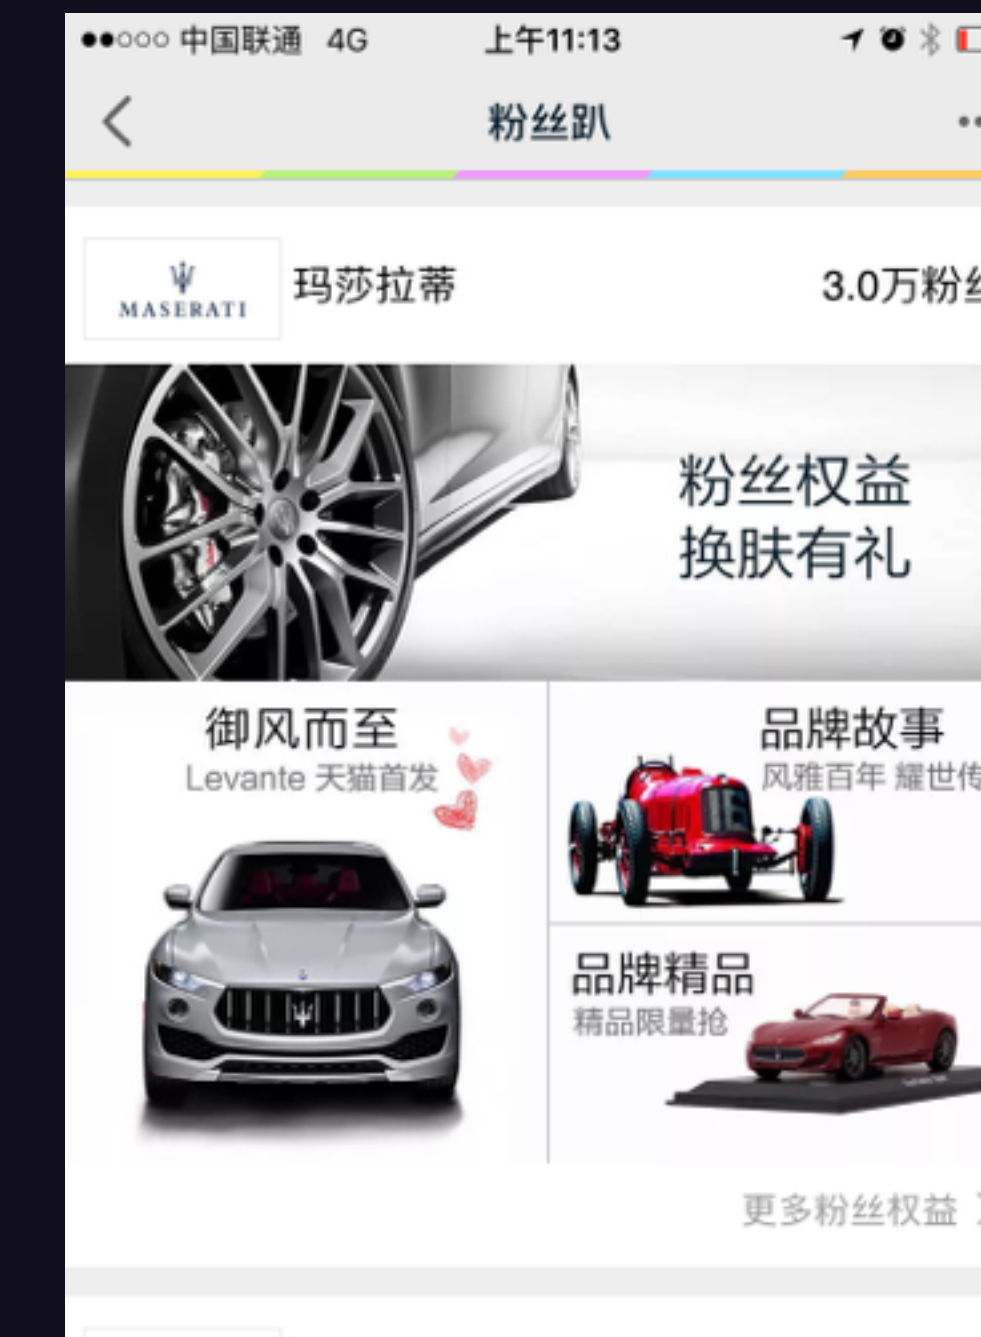 中国联通 4G 上午11:13
粉丝趴
MASERATI
玛莎拉蒂
3.0万粉丝
粉丝权益
换肤有礼
御风而至
Levante 天猫首发
品牌故事
风雅百年 耀世传
品牌精品
精品限量抢
更多粉丝权益